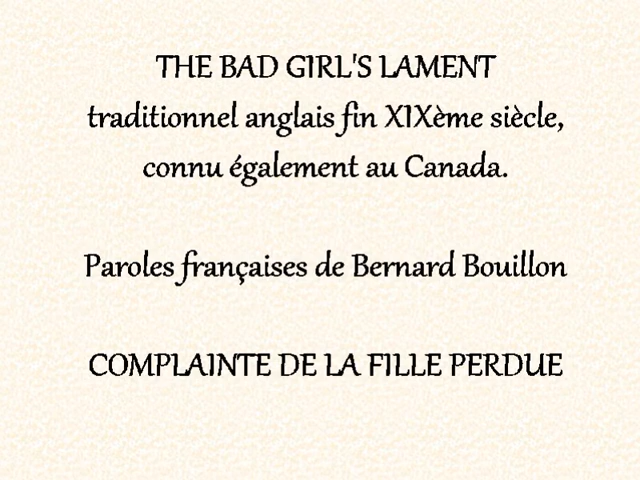 THE BAD GIRL'S LAMENT
traditionnel anglais fin XIXème siècle,
connu également au Canada.
Paroles françaises de Bernard Bouillon
COMPLAINTE DE LA FILLE PERDUE